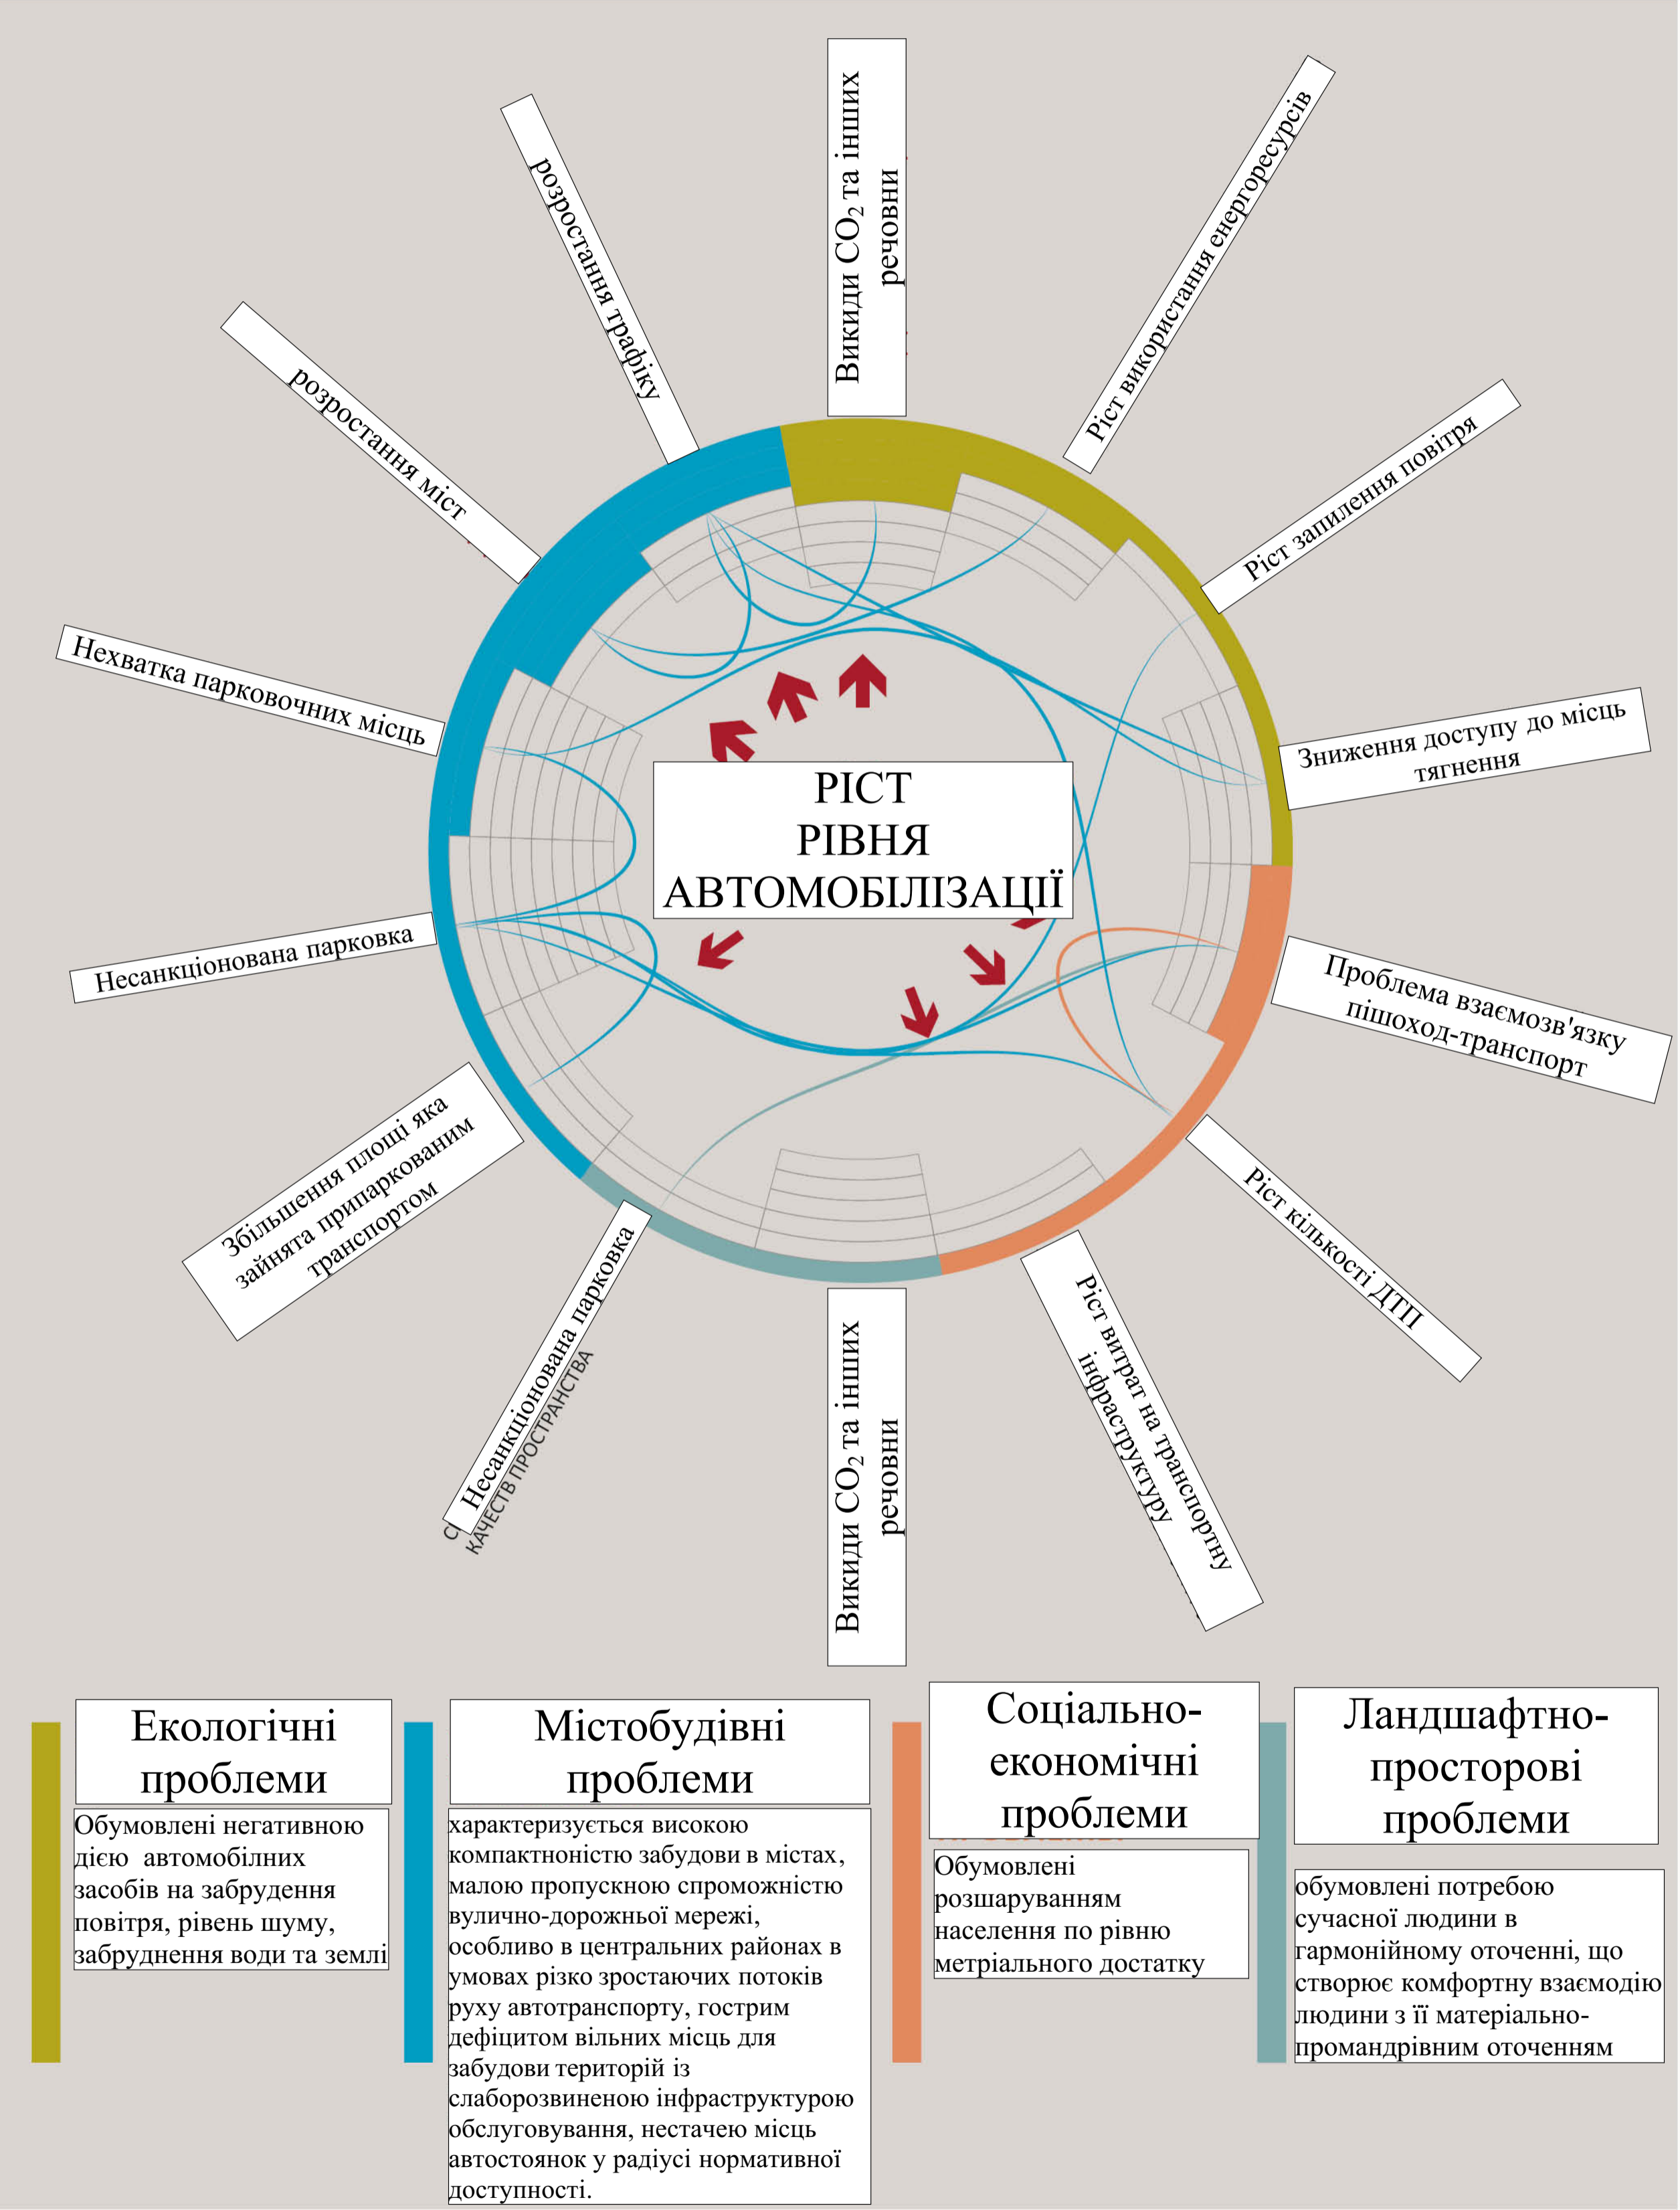 Викиди CO₂ та інших
речовни
Ріст використання енергоресурсів
Ріст запилення повітря
Зниження доступу до місць
тягнення
Проблема взаємозв'язку
пішоход-транспорт
Ріст кількості ДТП
Ріст витрат на транспортну
інфраструктуру
Викиди CO₂ та інших
речовни
Несанкціонована парковка
КАЧЕСТВ ПРОСТРАНСТВА
Збільшення площі яка
зайнята припаркованим
транспортом
Несанкціонована парковка
Нехватка парковочних місць
розростання міст
розростання трафіку
РІСТ
РІВНЯ
АВТОМОБІЛІЗАЦІЇ
Екологічні
проблеми
Обумовлені негативною
дією автомобілних
засобів на забрудення
повітря, рівень шуму,
забруднення води та землі
Містобудівні
проблеми
характеризується високою
компактноністю забудови в містах,
малою пропускною спроможністю
вулично-дорожньої мережі,
особливо в центральних районах в
умовах різко зростаючих потоків
руху автотранспорту, гострим
дефіцитом вільних місць для
забудови територій із
слаборозвиненою інфраструктурою
обслуговування, нестачею місць
автостоянок у радіусі нормативної
доступності.
Соціально-
економічні
проблеми
Обумовлені
розшаруванням
населення по рівню
метріального достатку
Ландшафтно-
просторові
проблеми
обумовлені потребою
сучасної людини в
гармонійному оточенні, що
створює комфортну взаємодію
людини з її матеріально-
промандрівним оточенням